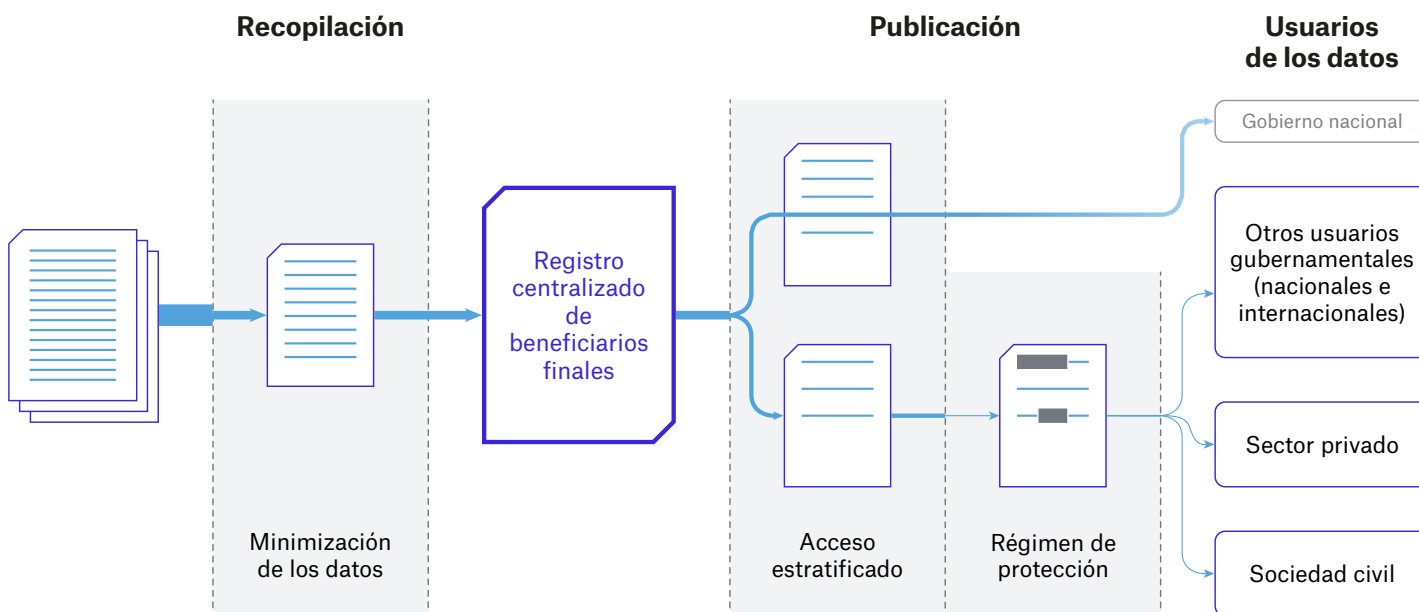 Recopilación
Publicación
Usuarios
de los datos
Gobierno nacional
Registro
centralizado
de
beneficiarios
finales
Otros usuarios
gubernamentales
(nacionales e
internacionales)
Sector privado
Minimización
de los datos
Acceso
estratificado
Régimen de
protección
Sociedad civil